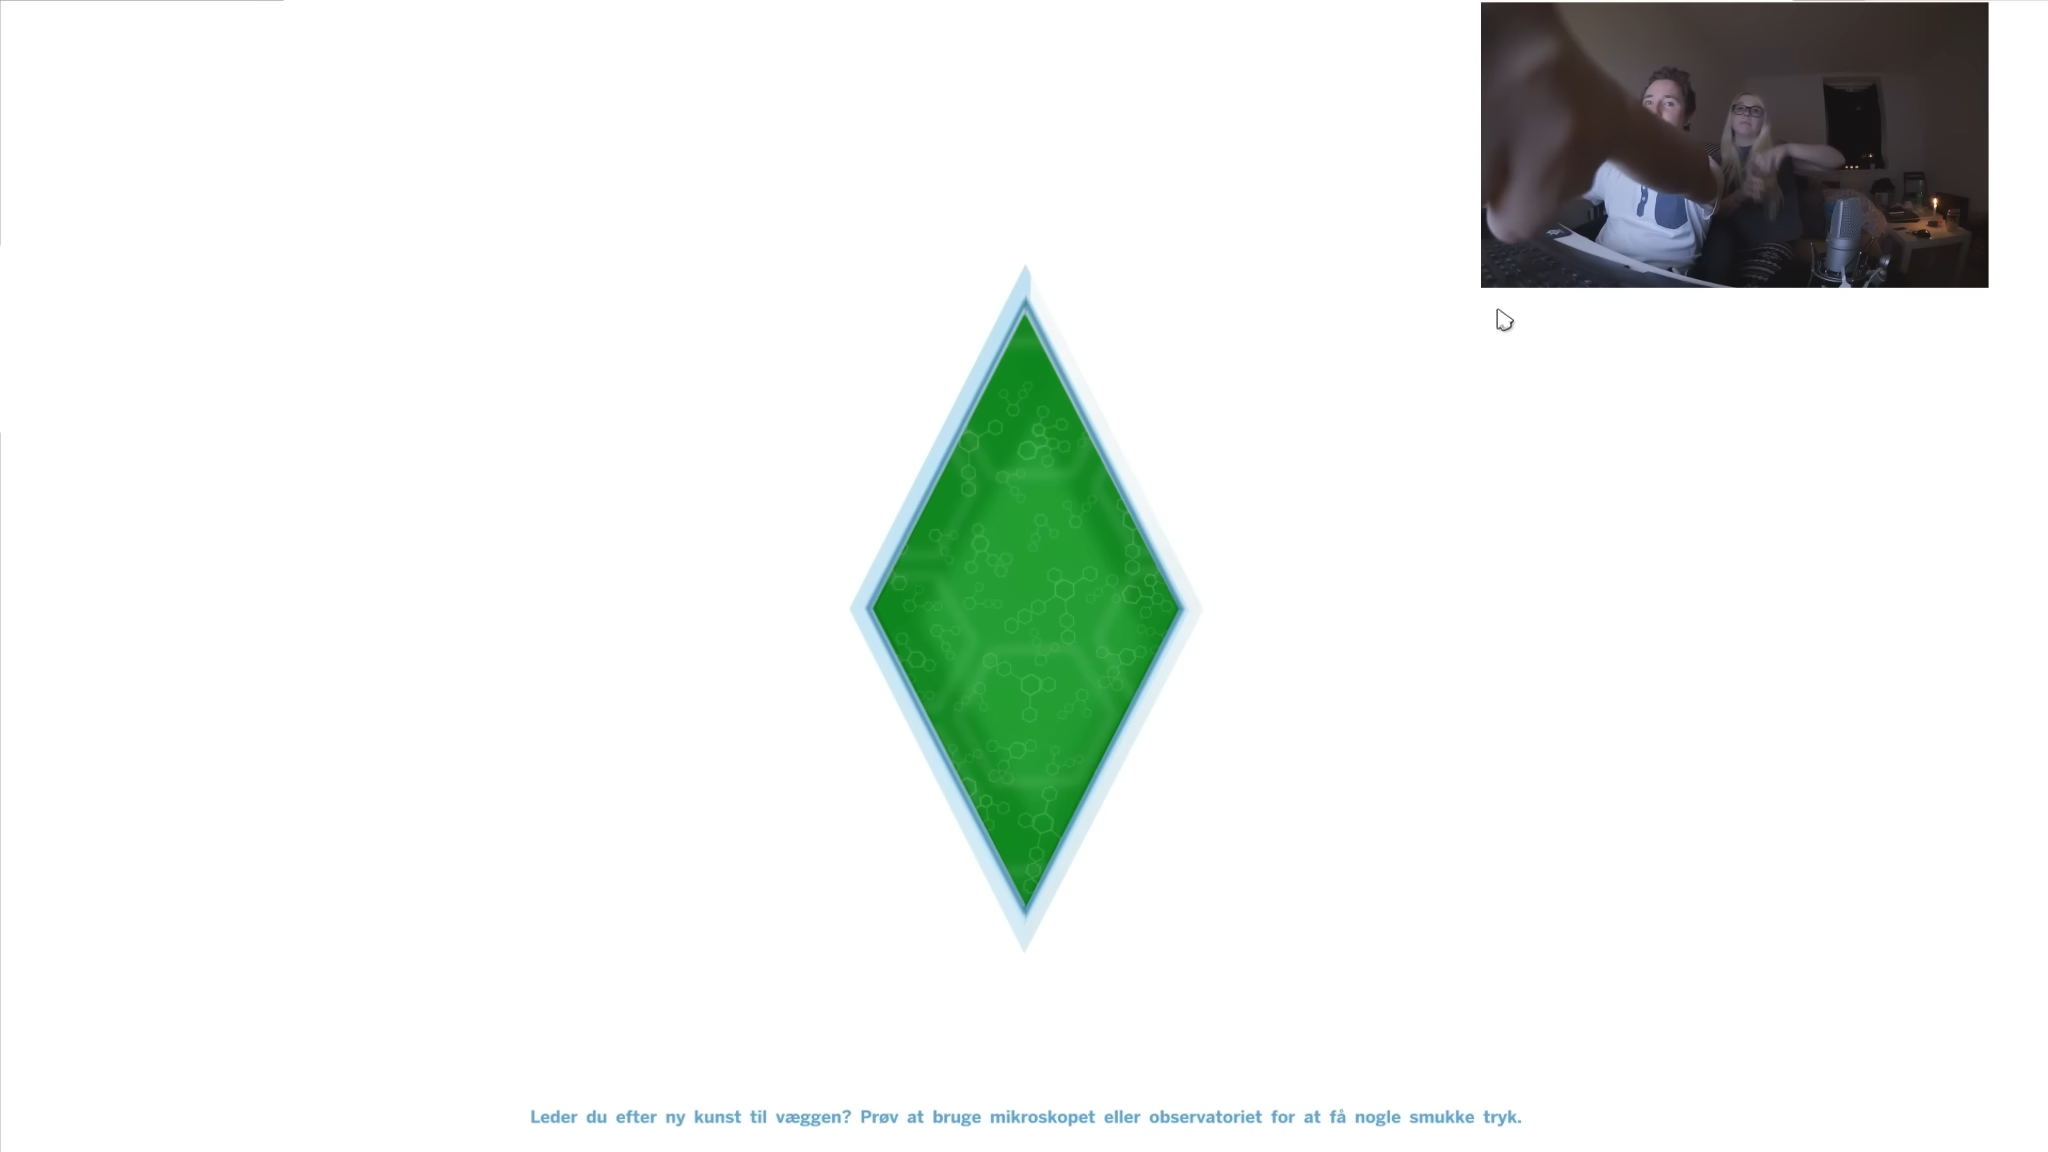 Leder du efter ny kunst til væggen? Prøv at bruge mikroskopet eller observatoriet for at få nogle smukke tryk.